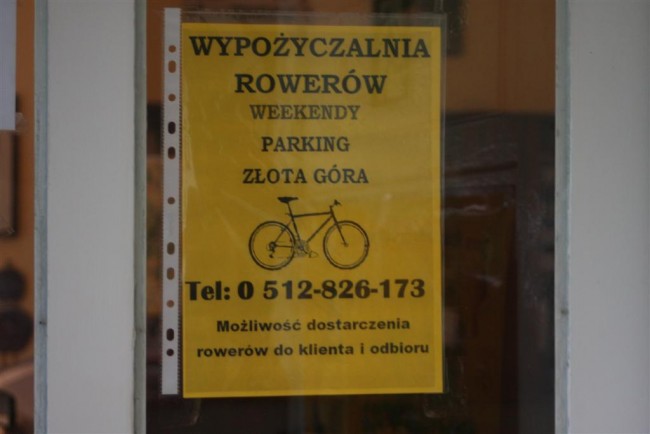 WYPOŻYCZALNIA
ROWERÓW
WEEKENDY
PARKING
ZŁOTA GÓRA
Tel: 0 512-826-173
Możliwość dostarczenia
rowerów do klienta i odbioru